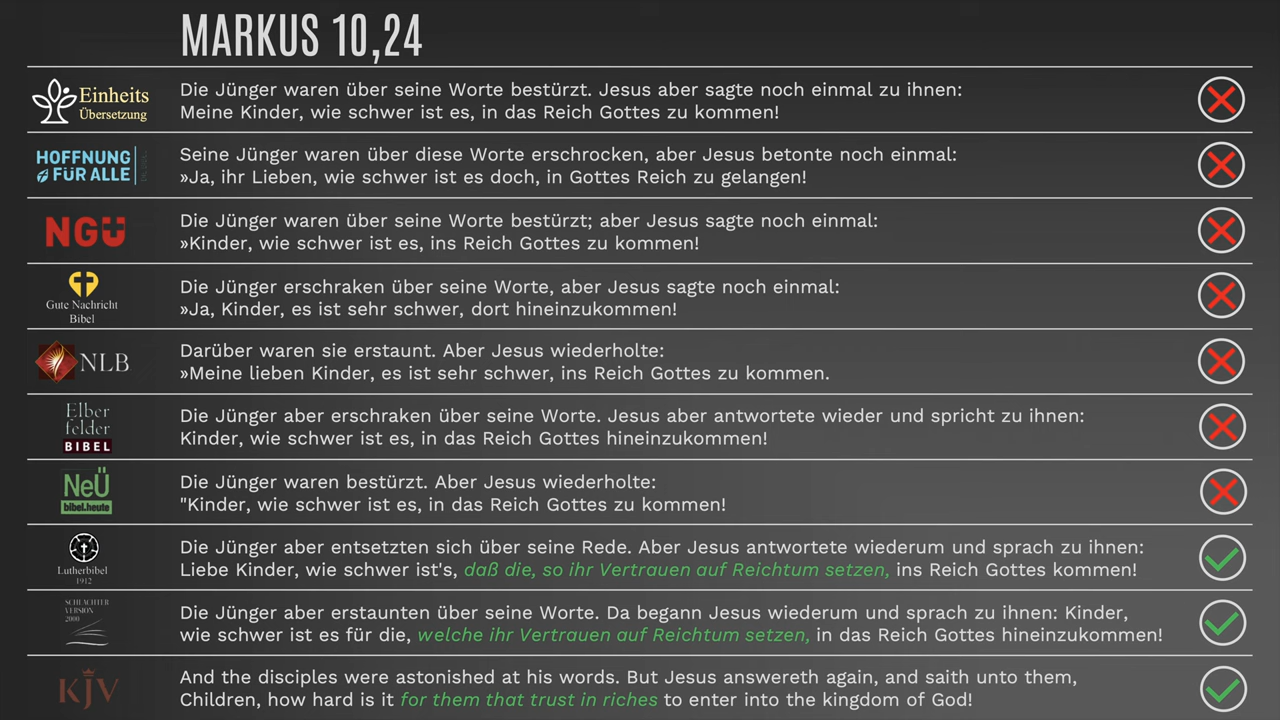 MARKUS 10,24
Einheits
Übersetzung
Die Jünger waren über seine Worte bestürzt. Jesus aber sagte noch einmal zu ihnen:
Meine Kinder, wie schwer ist es, in das Reich Gottes zu kommen!
HOFFNUNG
FÜR ALLE
Seine Jünger waren über diese Worte erschrocken, aber Jesus betonte noch einmal:
»Ja, ihr Lieben, wie schwer ist es doch, in Gottes Reich zu gelangen!
NGÜ
Die Jünger waren über seine Worte bestürzt; aber Jesus sagte noch einmal:
»Kinder, wie schwer ist es, ins Reich Gottes zu kommen!
Gute Nachricht
Bibel
Die Jünger erschraken über seine Worte, aber Jesus sagte noch einmal:
»Ja, Kinder, es ist sehr schwer, dort hineinzukommen!
NLB
Darüber waren sie erstaunt. Aber Jesus wiederholte:
»Meine lieben Kinder, es ist sehr schwer, ins Reich Gottes zu kommen.
Elber
felder
BIBEL
Die Jünger aber erschraken über seine Worte. Jesus aber antwortete wieder und spricht zu ihnen:
Kinder, wie schwer ist es, in das Reich Gottes hineinzukommen!
NeÜ
bibel.heute
Die Jünger waren bestürzt. Aber Jesus wiederholte:
"Kinder, wie schwer ist es, in das Reich Gottes zu kommen!
Lutherbibel
1912
Die Jünger aber entsetzten sich über seine Rede. Aber Jesus antwortete wiederum und sprach zu ihnen:
Liebe Kinder, wie schwer ist's, daß die, so ihr Vertrauen auf Reichtum setzen, ins Reich Gottes kommen!
SCHLACHTER
VERSION
2000
Die Jünger aber erstaunten über seine Worte. Da begann Jesus wiederum und sprach zu ihnen: Kinder,
wie schwer ist es für die, welche ihr Vertrauen auf Reichtum setzen, in das Reich Gottes hineinzukommen!
KJV
And the disciples were astonished at his words. But Jesus answereth again, and saith unto them,
Children, how hard is it for them that trust in riches to enter into the kingdom of God!